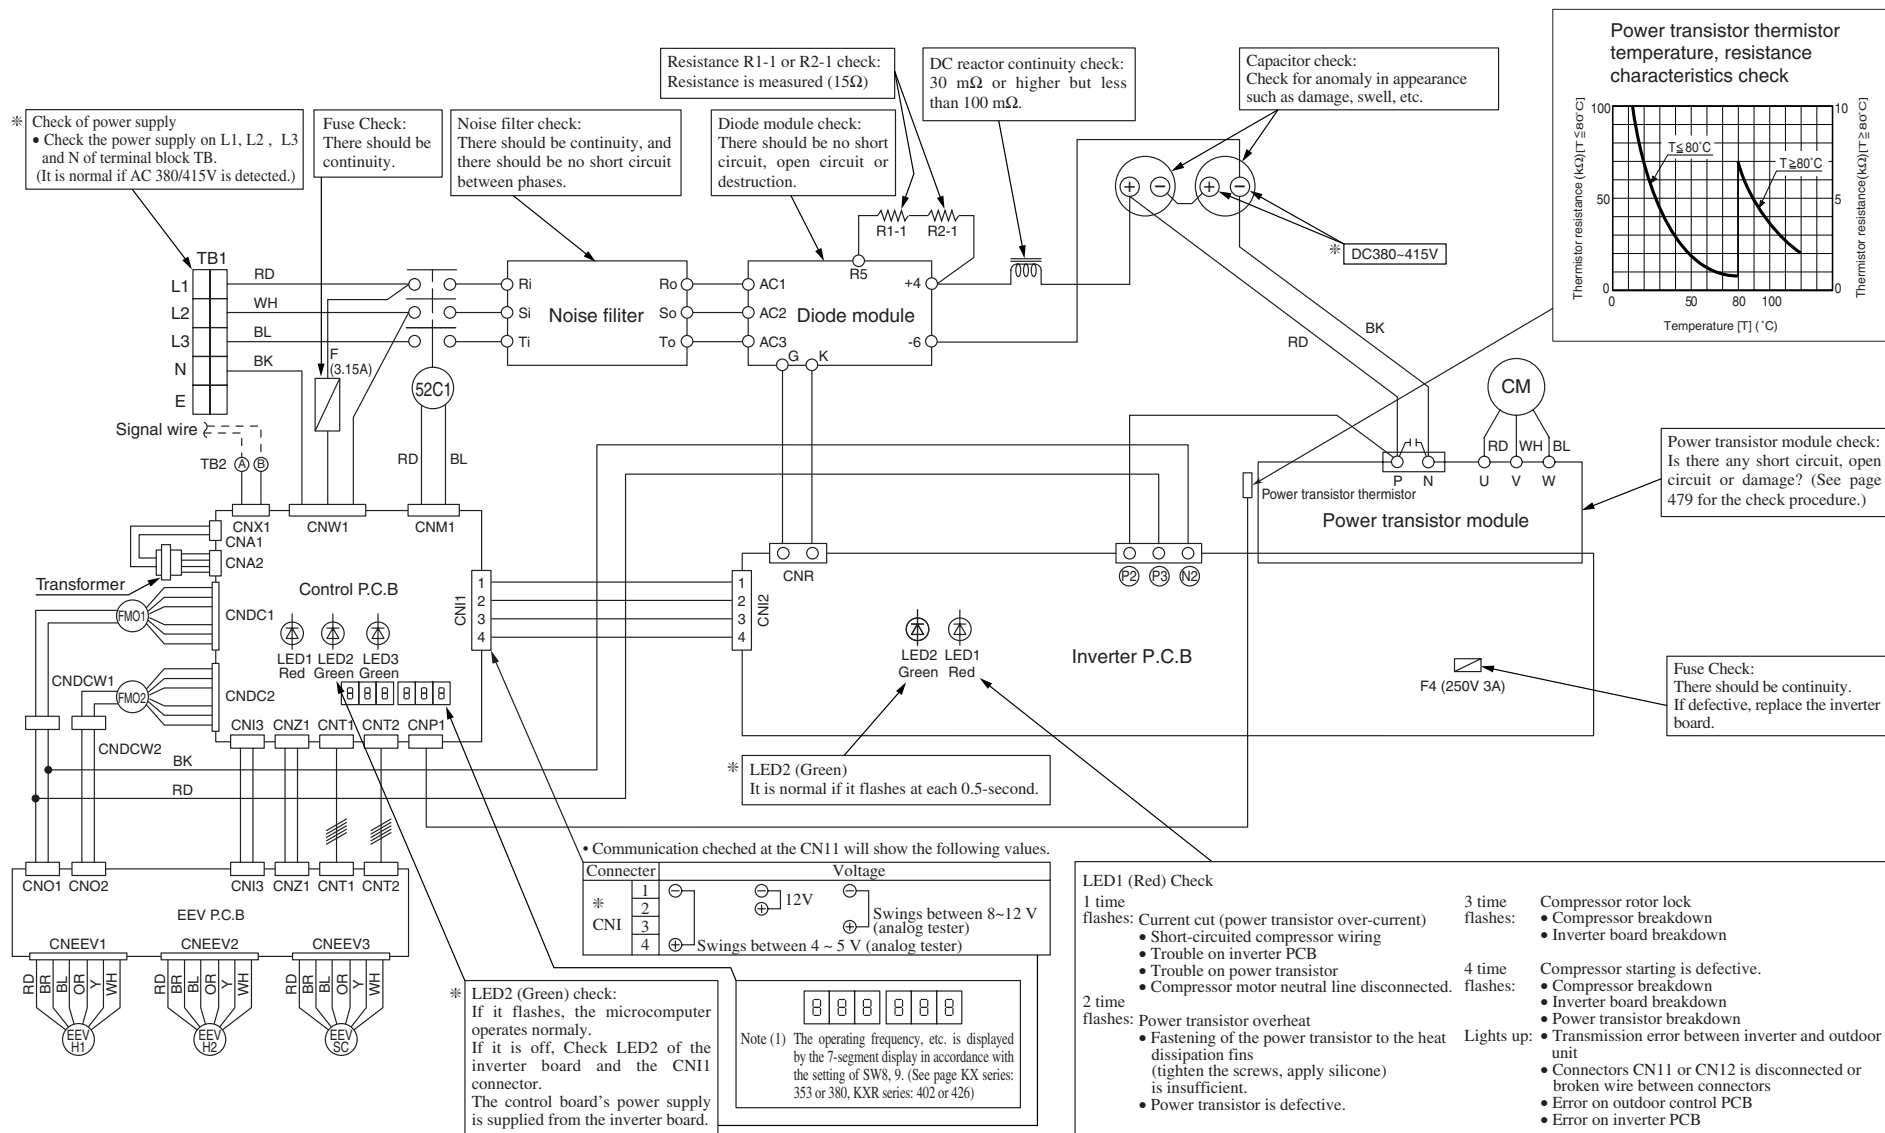 Power transistor thermistor
temperature, resistance
characteristics check
Thermistor resistance (kΩ)[T≦80˚C]
100
50
0
10
5
0
Thermistor resistance(kΩ)[T≥80˚C]
T≦80˚C
T≧80˚C
0
50
80
100
Temperature [T] (˚C)
Resistance R1-1 or R2-1 check:
Resistance is measured (15Ω)
DC reactor continuity check:
30 mΩ or higher but less
than 100 mΩ.
Capacitor check:
Check for anomaly in appearance
such as damage, swell, etc.
※ Check of power supply
• Check the power supply on L1, L2 , L3
and N of terminal block TB.
(It is normal if AC 380/415V is detected.)
Fuse Check:
There should be
continuity.
Noise filter check:
There should be continuity, and
there should be no short circuit
between phases.
Diode module check:
There should be no short
circuit, open circuit or
destruction.
+ − + −
R1-1 R2-1
※ DC380~415V
TB1
L1
L2
L3
N
E
RD
WH
BL
BK
F
(3.15A)
52C1
Ri
Si
Ti
Noise filiter
Ro
So
To
AC1
AC2
AC3
R5
Diode module
+4
-6
G K
RD
BK
CM
RD WH BL
P N U V W
Power transistor thermistor
Power transistor module
Power transistor module check:
Is there any short circuit, open
circuit or damage? (See page
479 for the check procedure.)
Signal wire
TB2 A B
RD BL
CNX1 CNW1 CNM1
CNA1
CNA2
Transformer
Control P.C.B
FMO1
CNDC1
CNDCW1
FMO2
CNDC2
CNDCW2
LED1 LED2 LED3
Red Green Green
8 8 8 8 8 8
CNI1
1
2
3
4
CNI3 CNZ1 CNT1 CNT2 CNP1
BK
RD
CNI2
1
2
3
4
CNR
P2 P3 N2
LED2 LED1
Green Red
Inverter P.C.B
F4 (250V 3A)
Fuse Check:
There should be continuity.
If defective, replace the inverter
board.
※ LED2 (Green)
It is normal if it flashes at each 0.5-second.
CNO1 CNO2 CNI3 CNZ1 CNT1 CNT2
EEV P.C.B
CNEEV1 CNEEV2 CNEEV3
RD BR BL OR Y WH
RD BR BL OR Y WH
RD BR BL OR Y WH
EEV H1
EEV H2
EEV SC
• Communication cheched at the CN11 will show the following values.
Connecter Voltage
※ CNI
1
2
3
4
− − −
+ 12V
+ Swings between 8~12 V
(analog tester)
+ Swings between 4 ~ 5 V (analog tester)
※ LED2 (Green) check:
If it flashes, the microcomputer
operates normaly.
If it is off, Check LED2 of the
inverter board and the CNI1
connector.
The control board’s power supply
is supplied from the inverter board.
8 8 8 8 8 8
Note (1) The operating frequency, etc. is displayed
by the 7-segment display in accordance with
the setting of SW8, 9. (See page KX series:
353 or 380, KXR series: 402 or 426)
LED1 (Red) Check
1 time
flashes: Current cut (power transistor over-current)
• Short-circuited compressor wiring
• Trouble on inverter PCB
• Trouble on power transistor
• Compressor motor neutral line disconnected.
2 time
flashes: Power transistor overheat
• Fastening of the power transistor to the heat
dissipation fins
(tighten the screws, apply silicone)
is insufficient.
• Power transistor is defective.
3 time Compressor rotor lock
flashes: • Compressor breakdown
• Inverter board breakdown
4 time Compressor starting is defective.
flashes: • Compressor breakdown
• Inverter board breakdown
• Power transistor breakdown
Lights up: • Transmission error between inverter and outdoor
unit
• Connectors CN11 or CN12 is disconnected or
broken wire between connectors
• Error on outdoor control PCB
• Error on inverter PCB